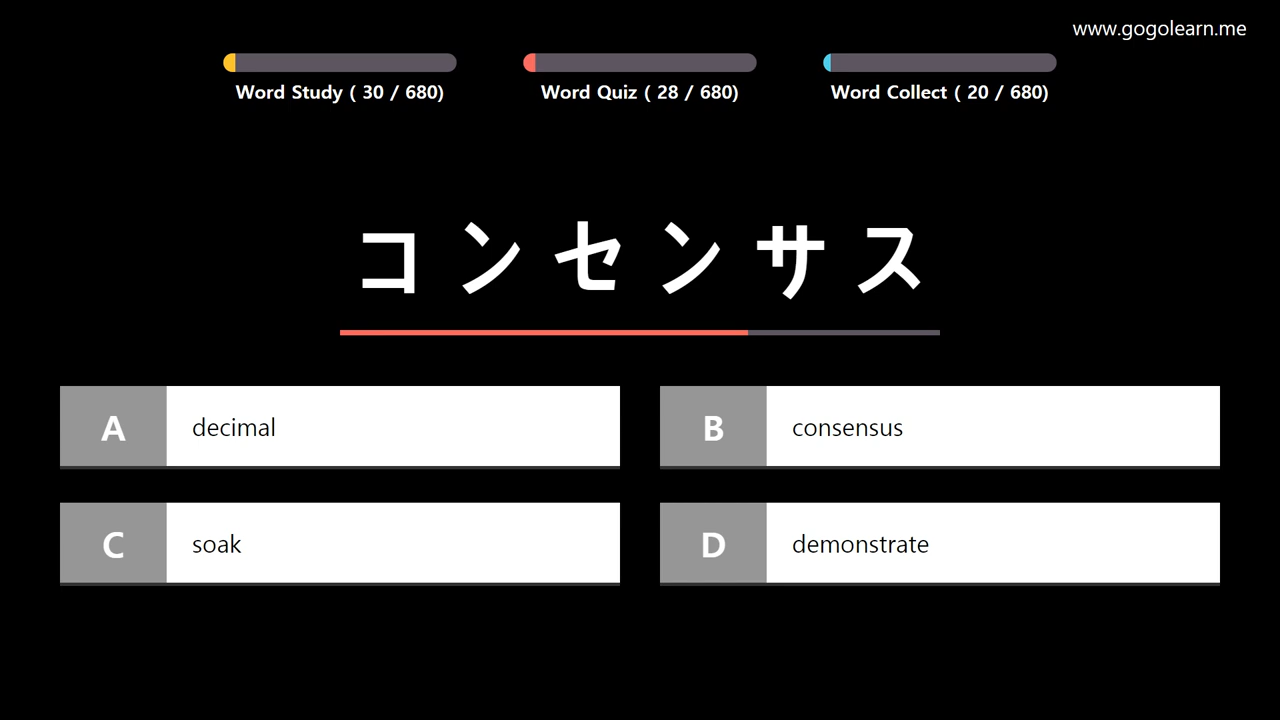 www.gogolearn.me
Word Study ( 30 / 680)
Word Quiz ( 28 / 680)
Word Collect ( 20 / 680)
コンセンサス
A decimal
B consensus
C soak
D demonstrate